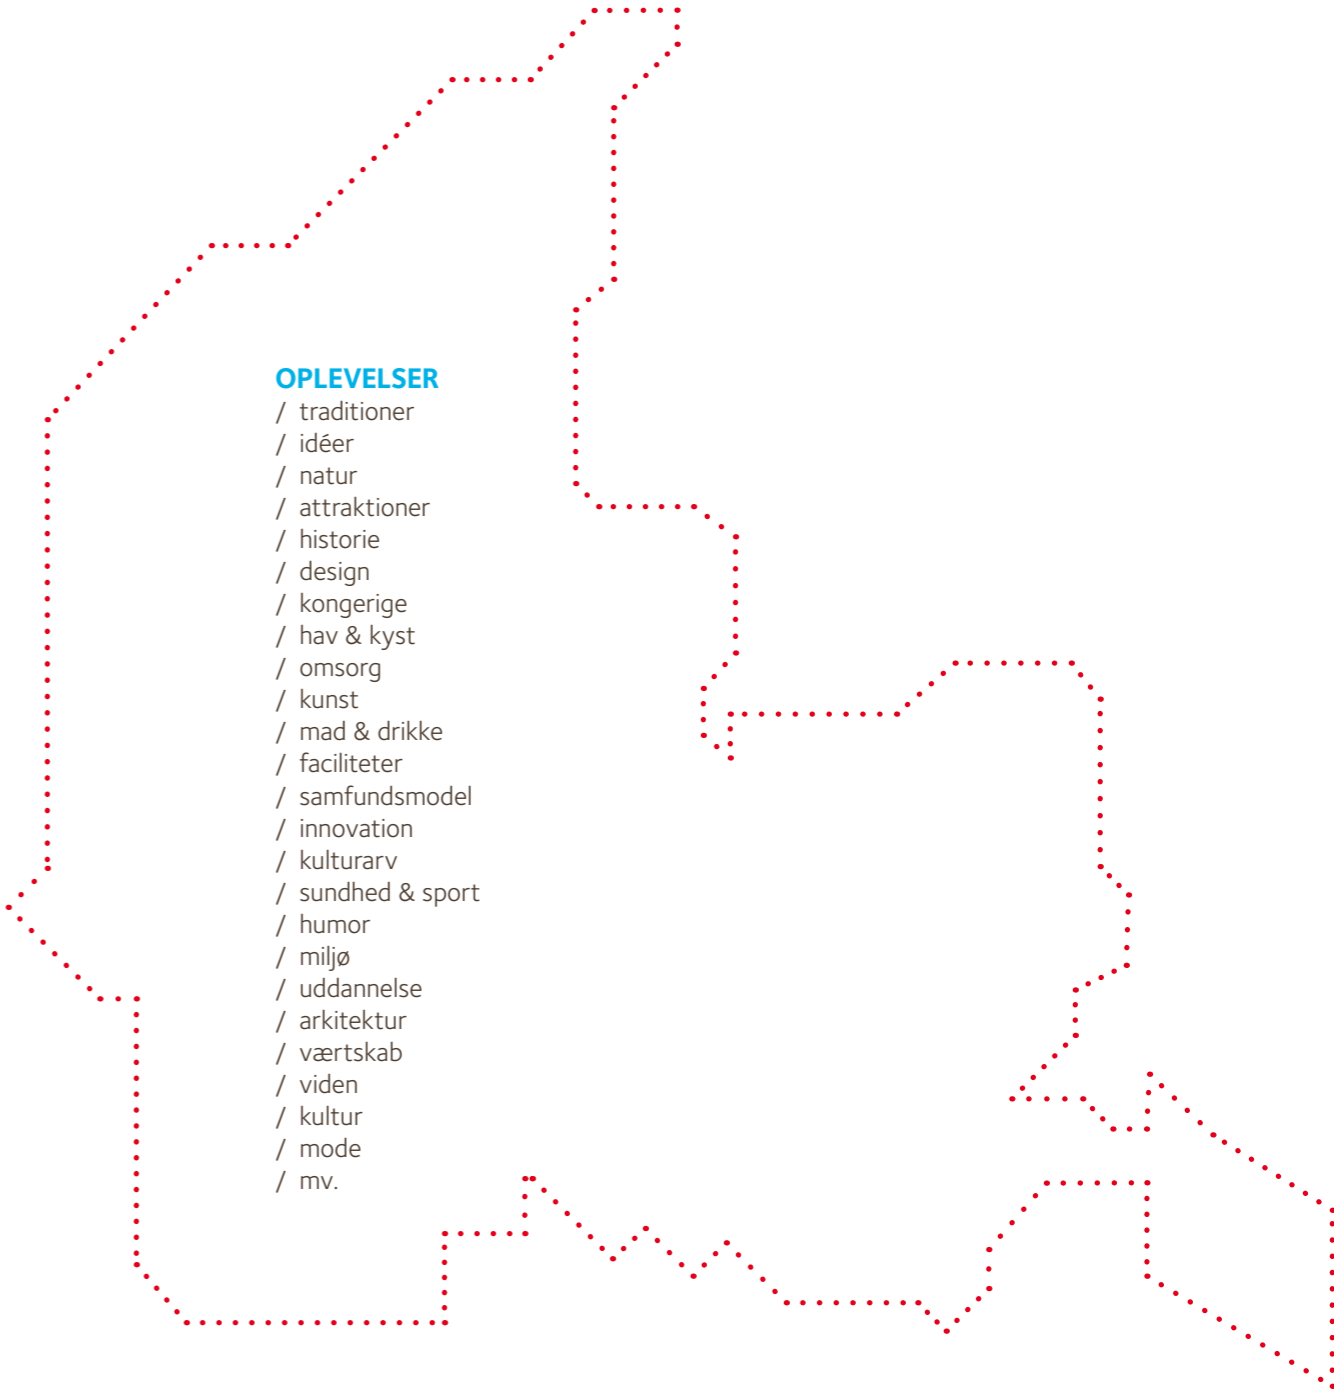 OPLEVELSER
/ traditioner
/ idéer
/ natur
/ attraktioner
/ historie
/ design
/ kongerige
/ hav & kyst
/ omsorg
/ kunst
/ mad & drikke
/ faciliteter
/ samfundsmodel
/ innovation
/ kulturarv
/ sundhed & sport
/ humor
/ miljø
/ uddannelse
/ arkitektur
/ værtskab
/ viden
/ kultur
/ mode
/ mv.